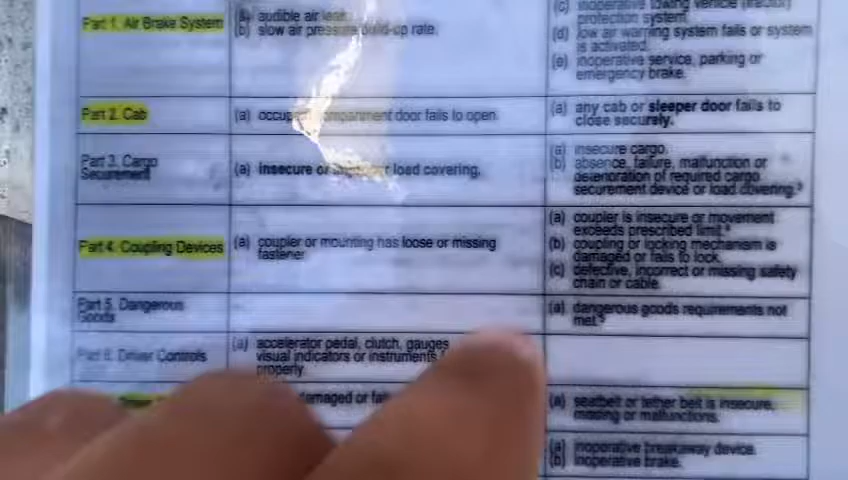 Part 1. Air Brake System
(a) audible air leak.
(b) slow air pressure build-up rate.
(c) inoperative towing vehicle (tractor)
protection system.
(d) low air warning system fails or system
is activated.
(e) inoperative service, parking or
emergency brake.
Part 2. Cab
(a) compartment door fails to open.
(a) any cab or sleeper door fails to
close securely.
Part 3. Cargo
Securement
(a) insecure or load covering.
(a) insecure cargo.
(b) absence, failure, malfunction or
deterioration of required cargo
securement device or load covering.
Part 4. Coupling Devices
(a) coupler or mounting has loose or missing
fastener.
(a) coupler is insecure or movement
exceeds prescribed limit.
(b) coupling or locking mechanism is
damaged or fails to lock.
(c) defective, incorrect or missing safety
chain or cable.
Part 5. Dangerous
Goods
(a) dangerous goods requirements not
met.
Part 6. Driver Controls
(a) accelerator pedal, clutch, gauges,
visual indicators or instruments
properly.
damaged or
(a) seatbelt or tether belt is insecure,
missing or malfunctions.
(a) inoperative breakaway device.
(b) inoperative brake.